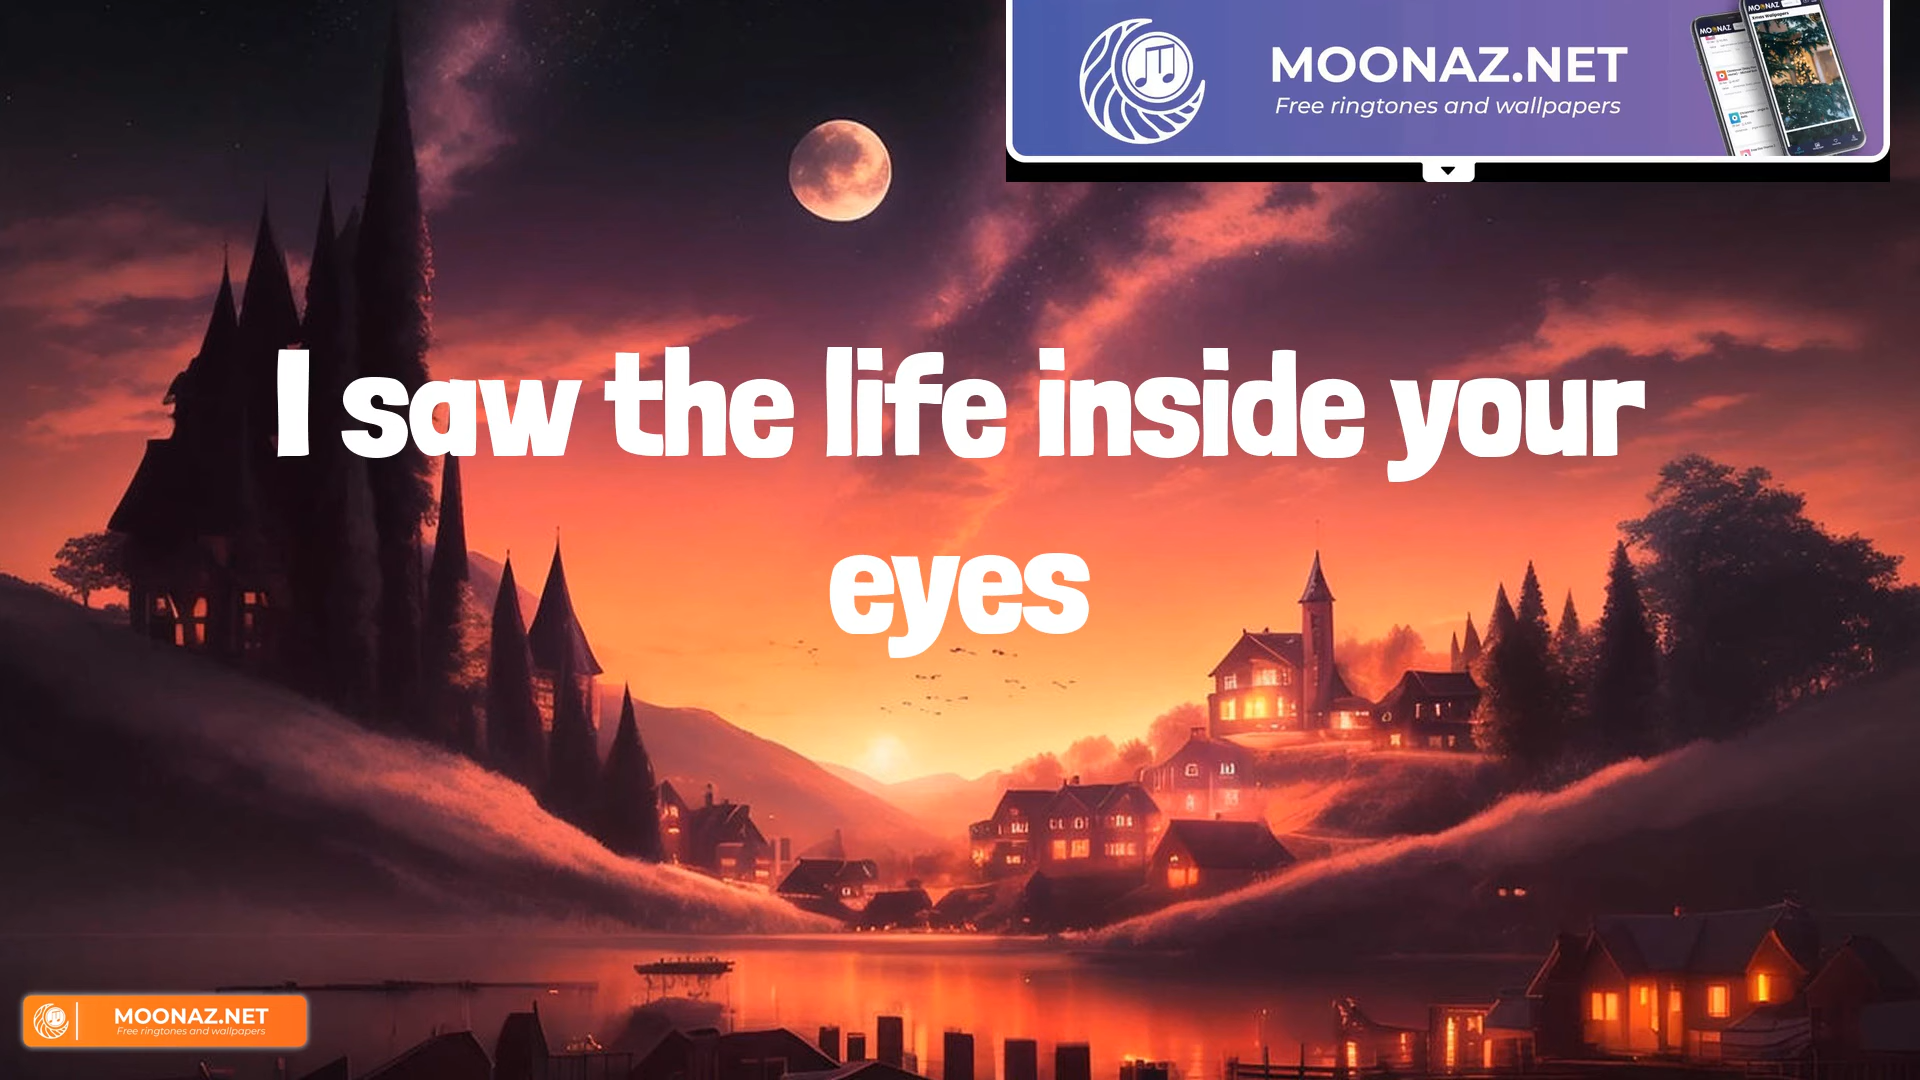 MOONAZ.NET
Free ringtones and wallpapers
I saw the life inside your
eyes
MOONAZ.NET
Free ringtones and wallpapers